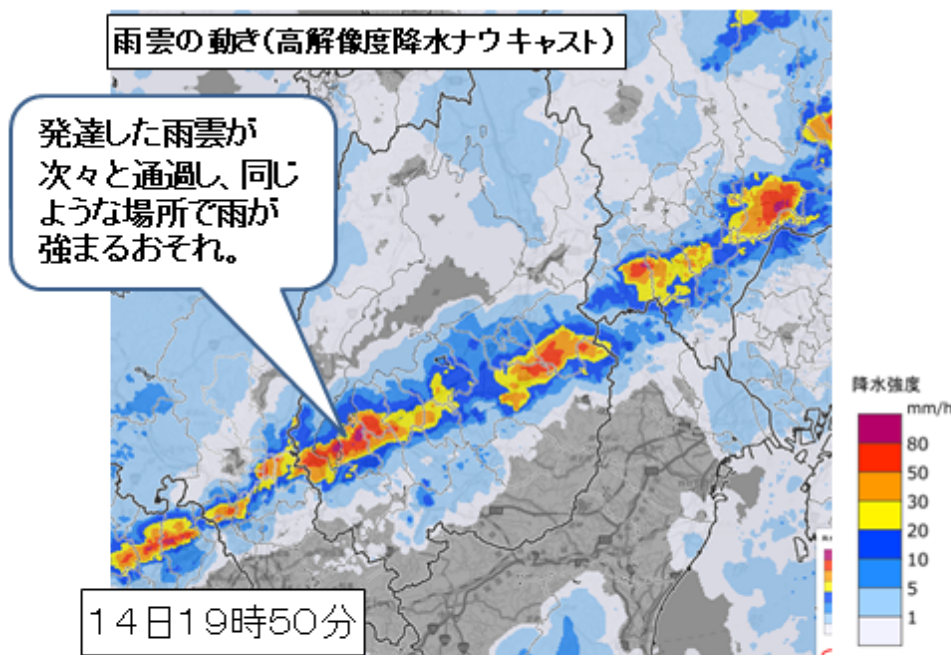 雨雲の動き(高解像度降水ナウキャスト)
発達した雨雲が
次々と通過し、同じ
ような場所で雨が
強まるおそれ。
降水強度
mm/h
80
50
30
20
10
5
1
14日19時50分